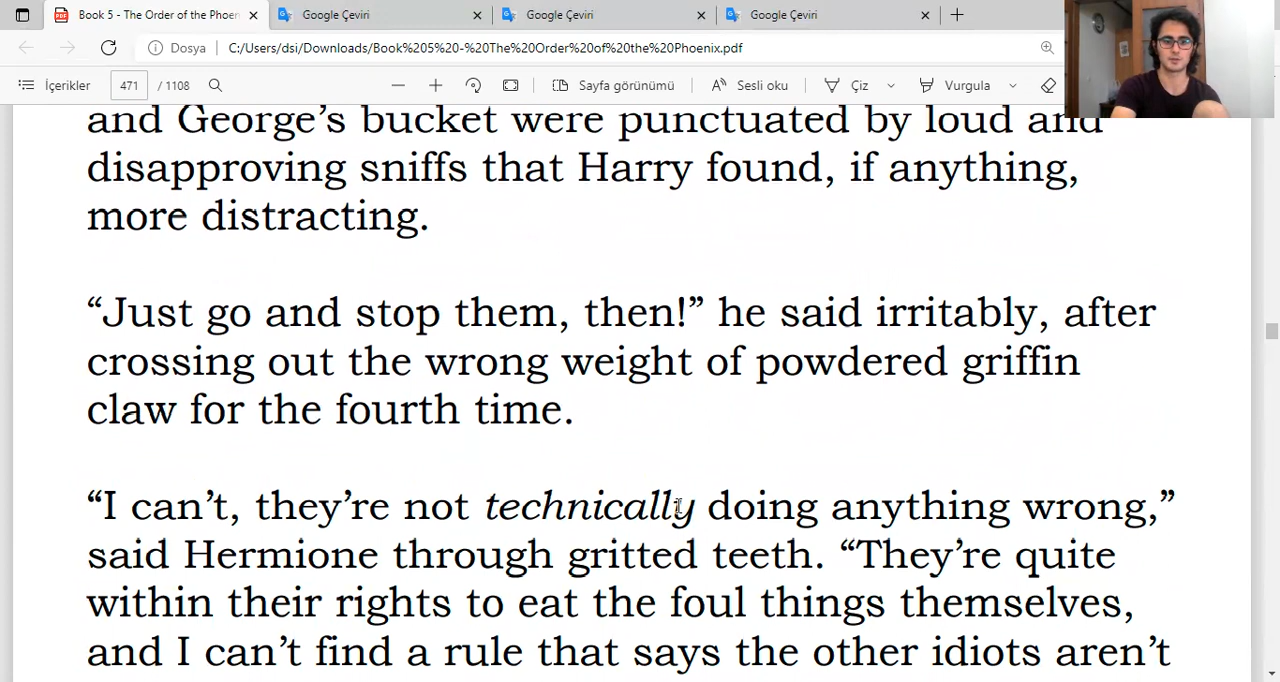 Book 5 - The Order of the Phoen
Google Çeviri
Google Çeviri
Google Çeviri
Dosya
C:/Users/dsi/Downloads/Book%205%20-%20The%20Order%20of%20the%20Phoenix.pdf
İçerikler
471 / 1108
Sayfa görünümü
Sesli oku
Çiz
Vurgula
and George’s bucket were punctuated by loud and
disapproving sniffs that Harry found, if anything,
more distracting.
“Just go and stop them, then!” he said irritably, after
crossing out the wrong weight of powdered griffin
claw for the fourth time.
“I can’t, they’re not technically doing anything wrong,”
said Hermione through gritted teeth. “They’re quite
within their rights to eat the foul things themselves,
and I can’t find a rule that says the other idiots aren’t